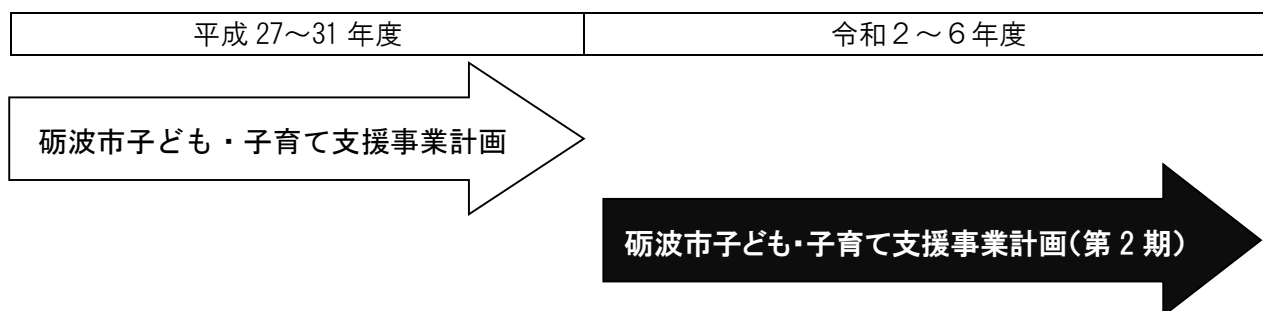 平成 27～31 年度
令和２～６年度
砺波市子ども・子育て支援事業計画
砺波市子ども・子育て支援事業計画（第 2 期）